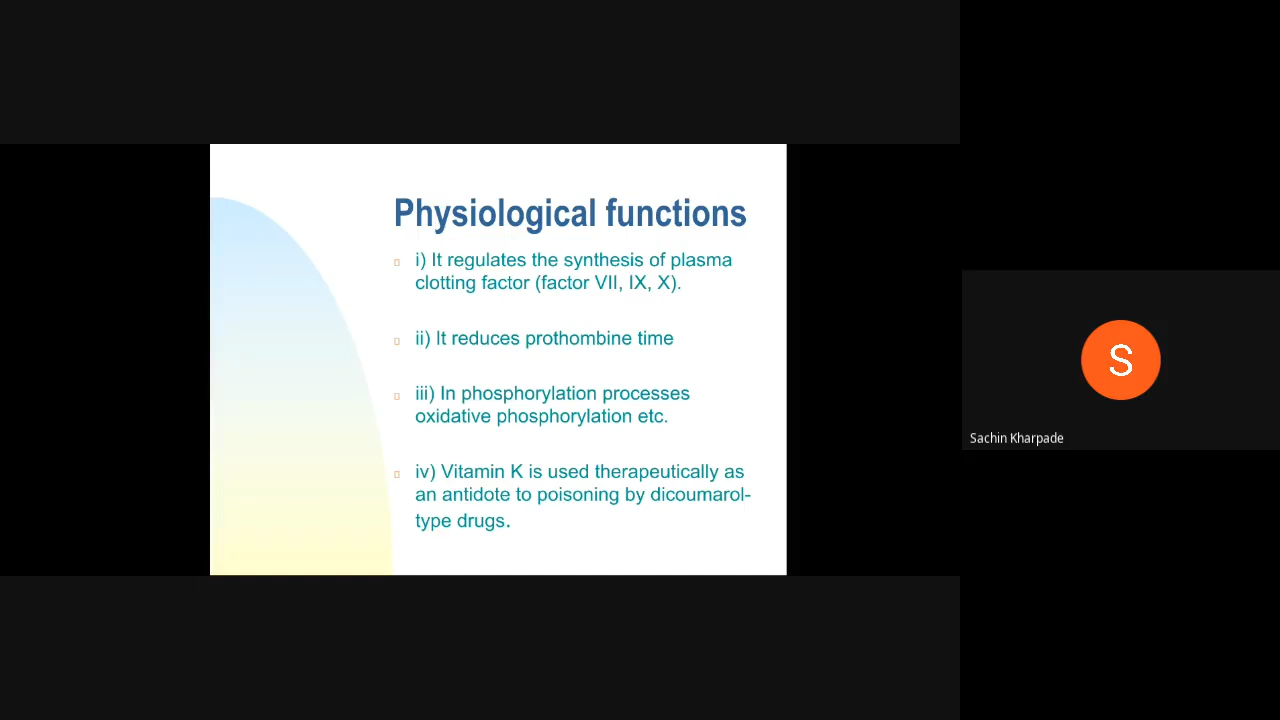 Physiological functions
i) It regulates the synthesis of plasma
clotting factor (factor VII, IX, X).
ii) It reduces prothombine time
iii) In phosphorylation processes
oxidative phosphorylation etc.
iv) Vitamin K is used therapeutically as
an antidote to poisoning by dicoumarol-
type drugs.
S
Sachin Kharpade